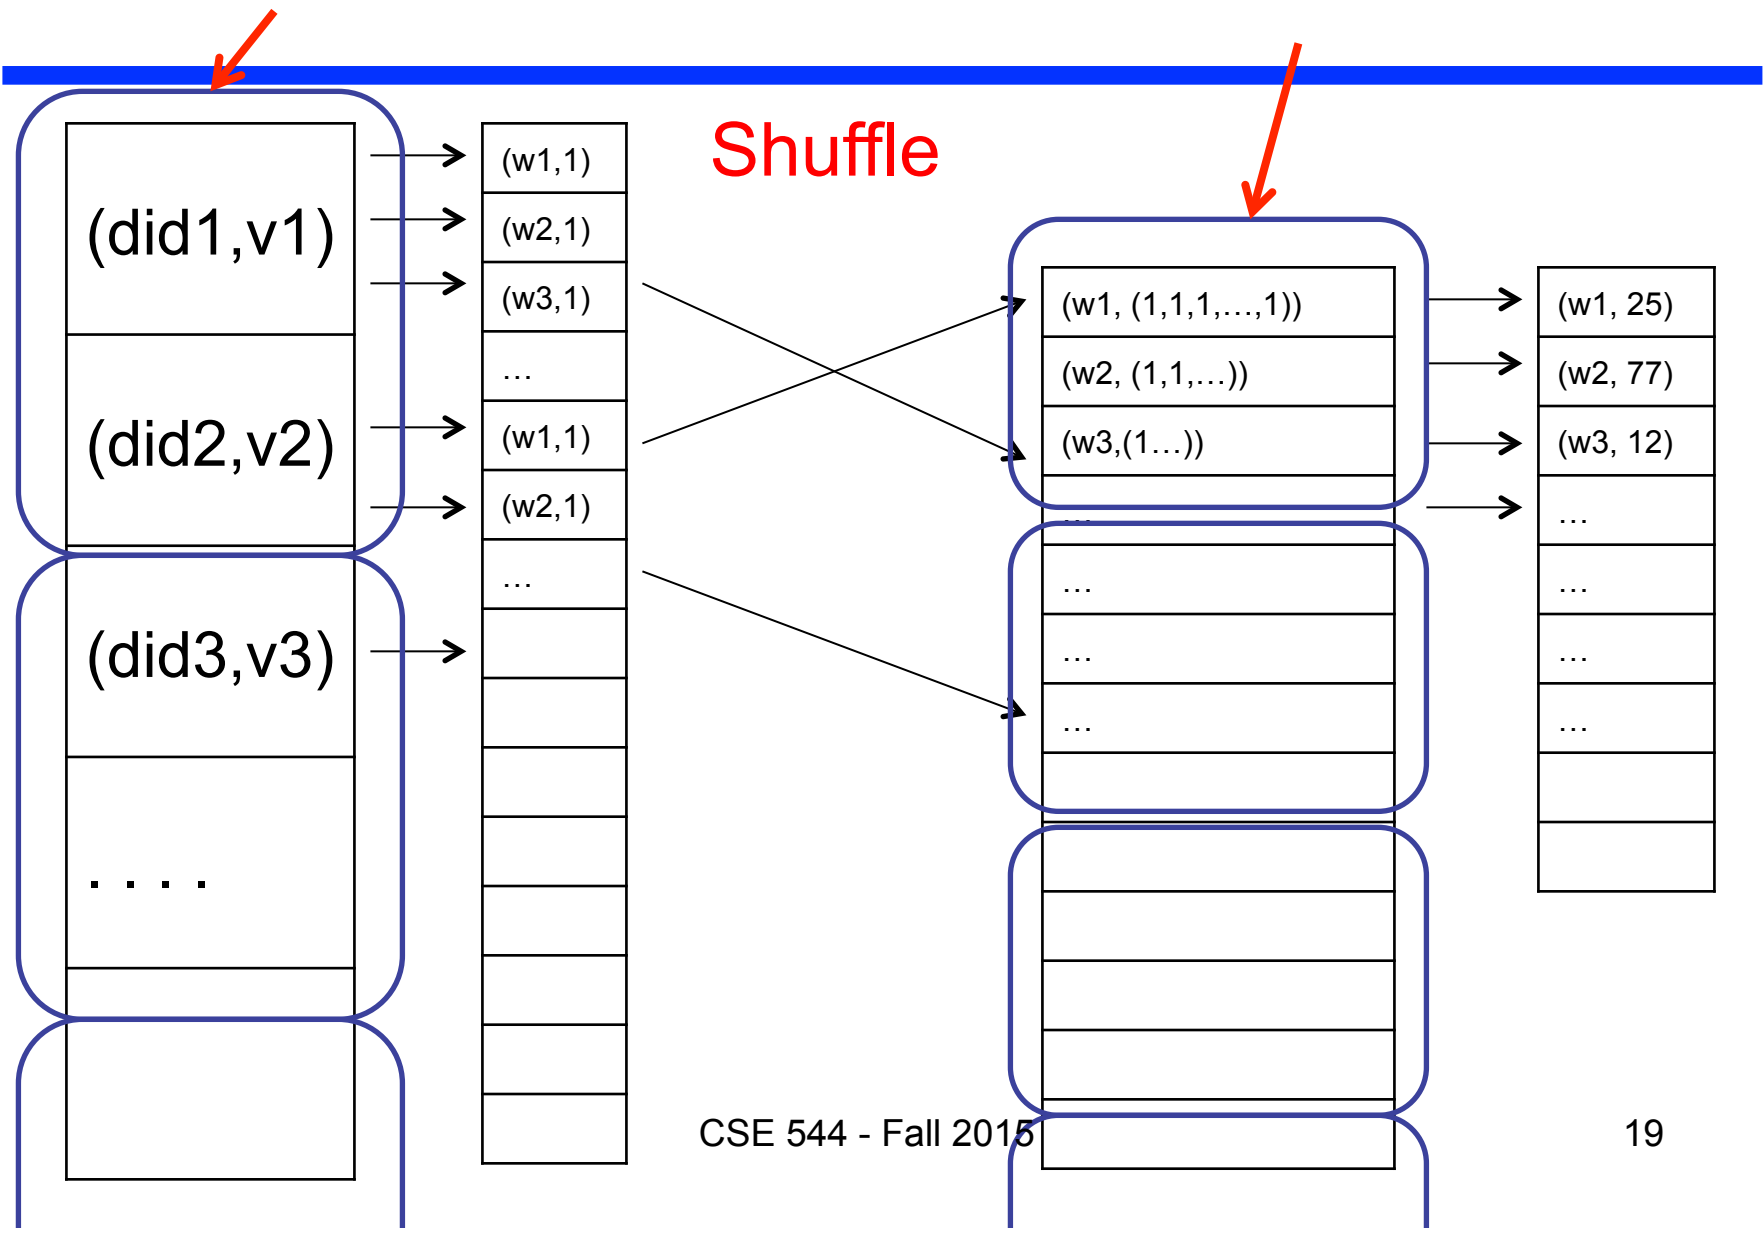 Shuffle
(did1,v1)
(did2,v2)
(did3,v3)
. . . .
(w1,1)
(w2,1)
(w3,1)
…
(w1,1)
(w2,1)
…
(w1, (1,1,1,…,1))
(w2, (1,1,…))
(w3,(1…))
…
…
…
…
(w1, 25)
(w2, 77)
(w3, 12)
…
…
…
…
CSE 544 - Fall 2015
19